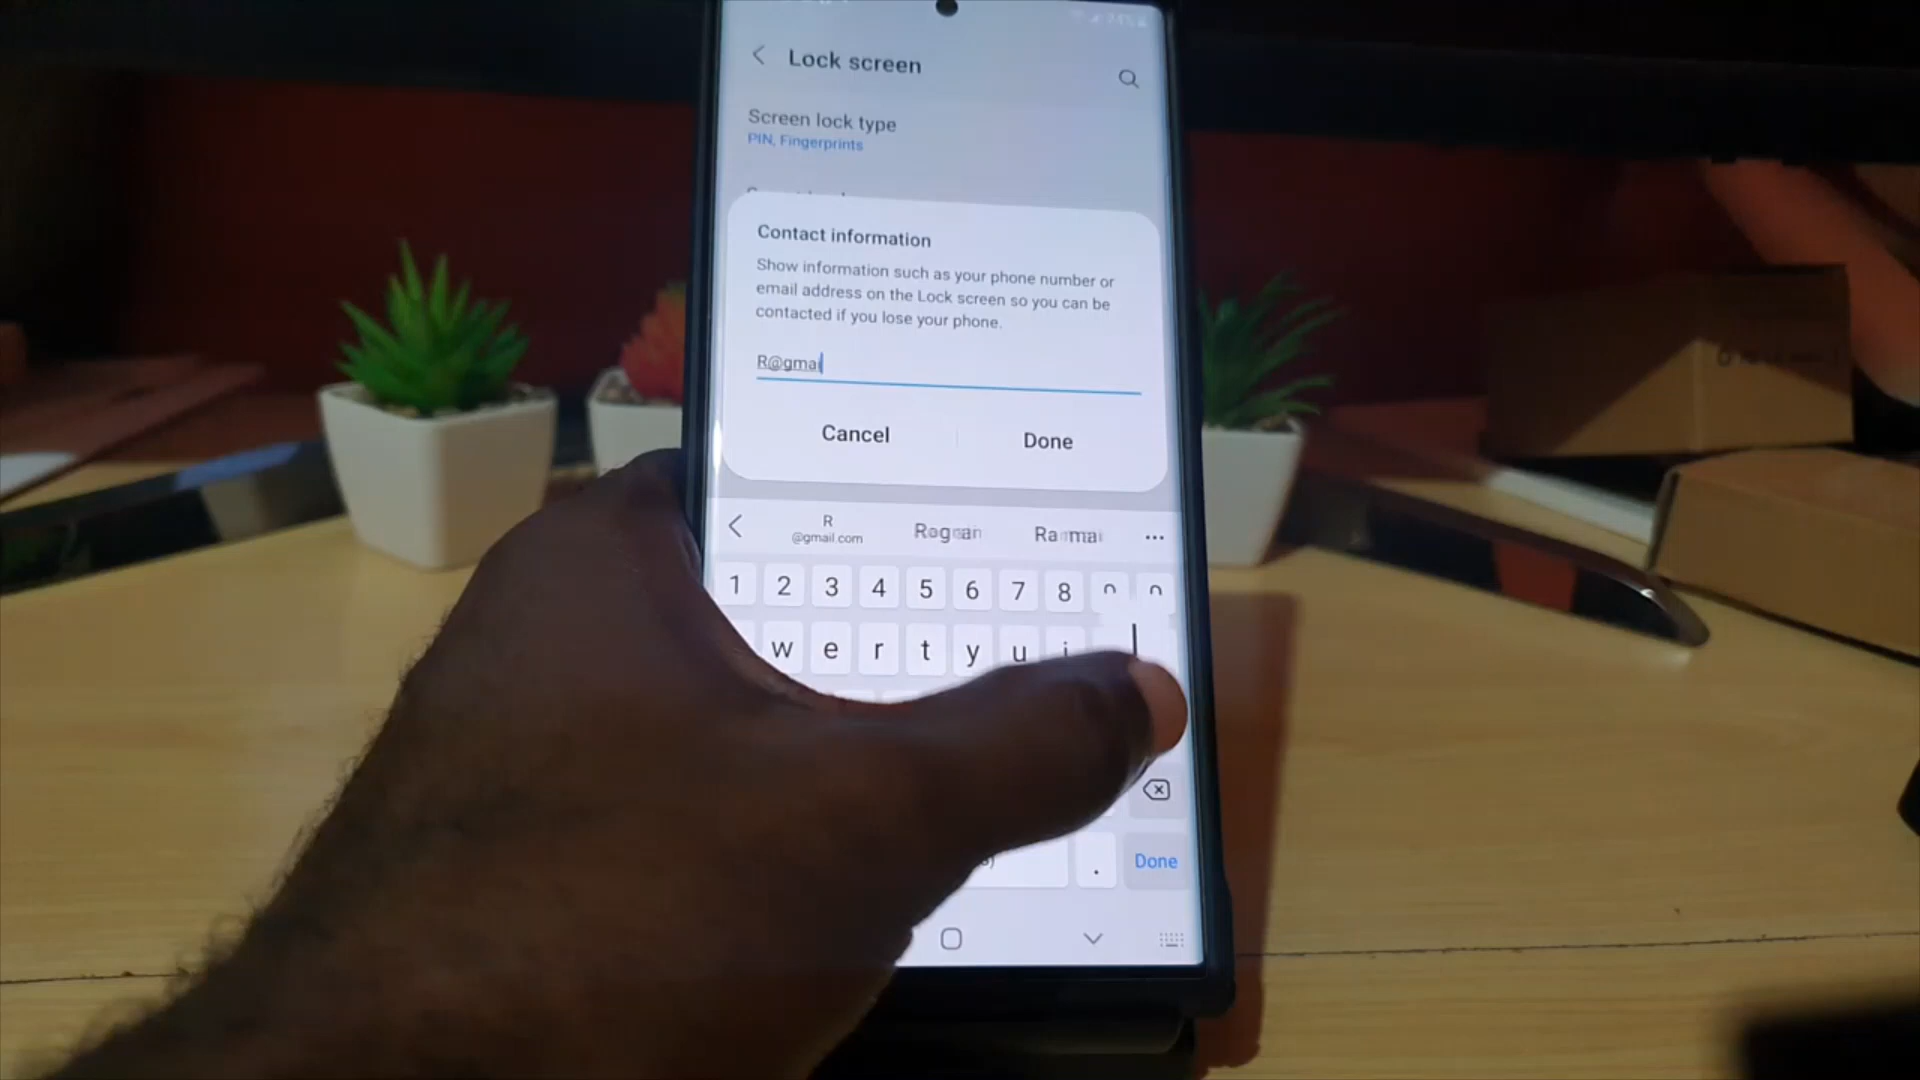 Lock screen
Screen lock type
PIN, Fingerprints
Contact information
Show information such as your phone number or
email address on the Lock screen so you can be
contacted if you lose your phone.
R@gmai
Cancel
Done
R
@gmail.com
1 2 3 4 5 6 7 8
w e r t y u i
l
.
Done